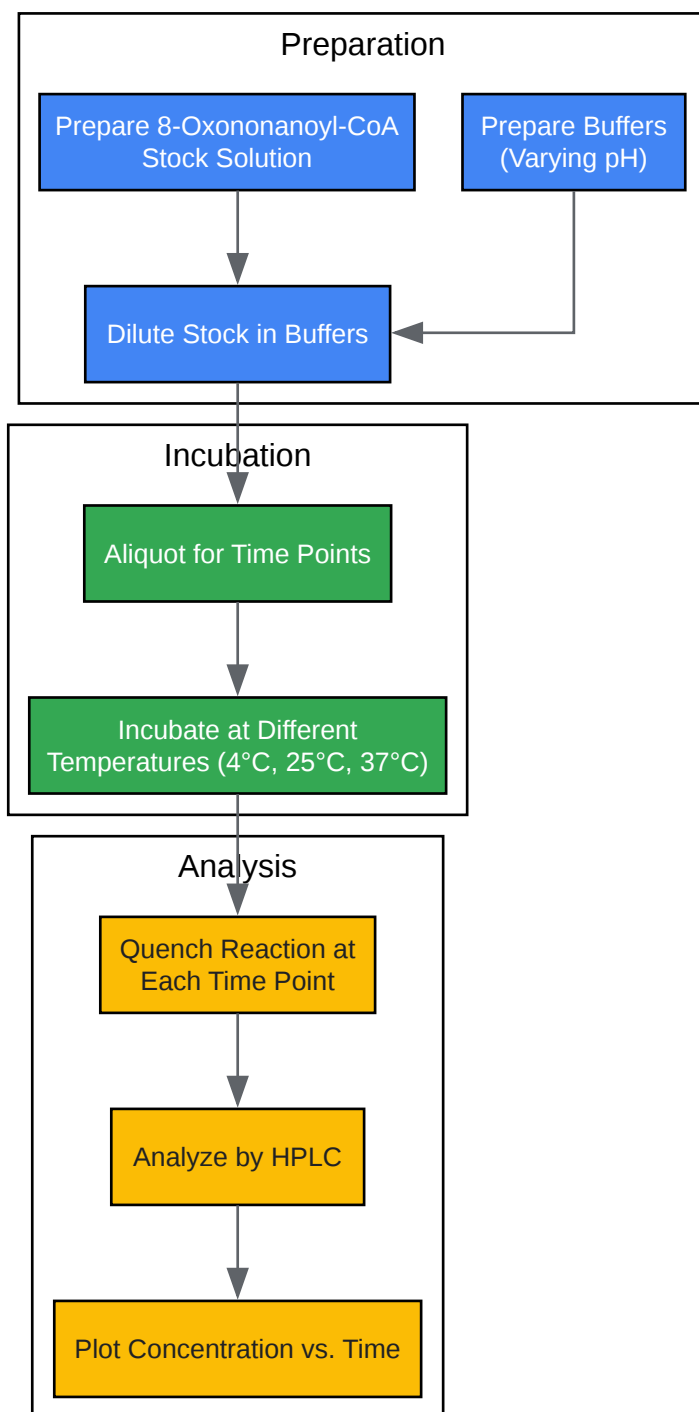 Preparation
Prepare 8-Oxononanoyl-CoA
Stock Solution
Prepare Buffers
(Varying pH)
Dilute Stock in Buffers
Incubation
Aliquot for Time Points
Incubate at Different
Temperatures (4°C, 25°C, 37°C)
Analysis
Quench Reaction at
Each Time Point
Analyze by HPLC
Plot Concentration vs. Time